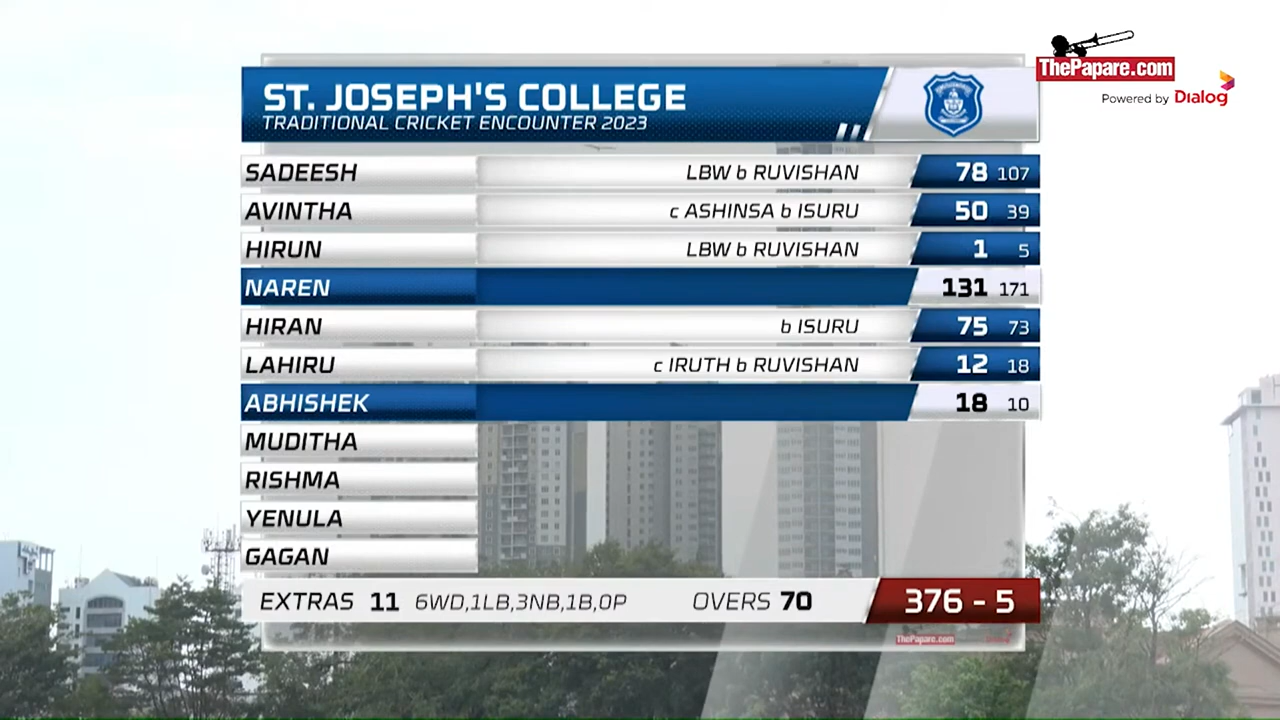 ThePapare.com
Powered by Dialog
ST. JOSEPH'S COLLEGE
TRADITIONAL CRICKET ENCOUNTER 2023
SADEESH LBW b RUVISHAN 78 107
AVINTHA c ASHINSA b ISURU 50 39
HIRUN LBW b RUVISHAN 1 5
NAREN 131 171
HIRAN b ISURU 75 73
LAHIRU c IRUTH b RUVISHAN 12 18
ABHISHEK 18 10
MUDITHA
RISHMA
YENULA
GAGAN
EXTRAS 11 6WD,1LB,3NB,1B,0P OVERS 70 376 - 5
ThePapare.com